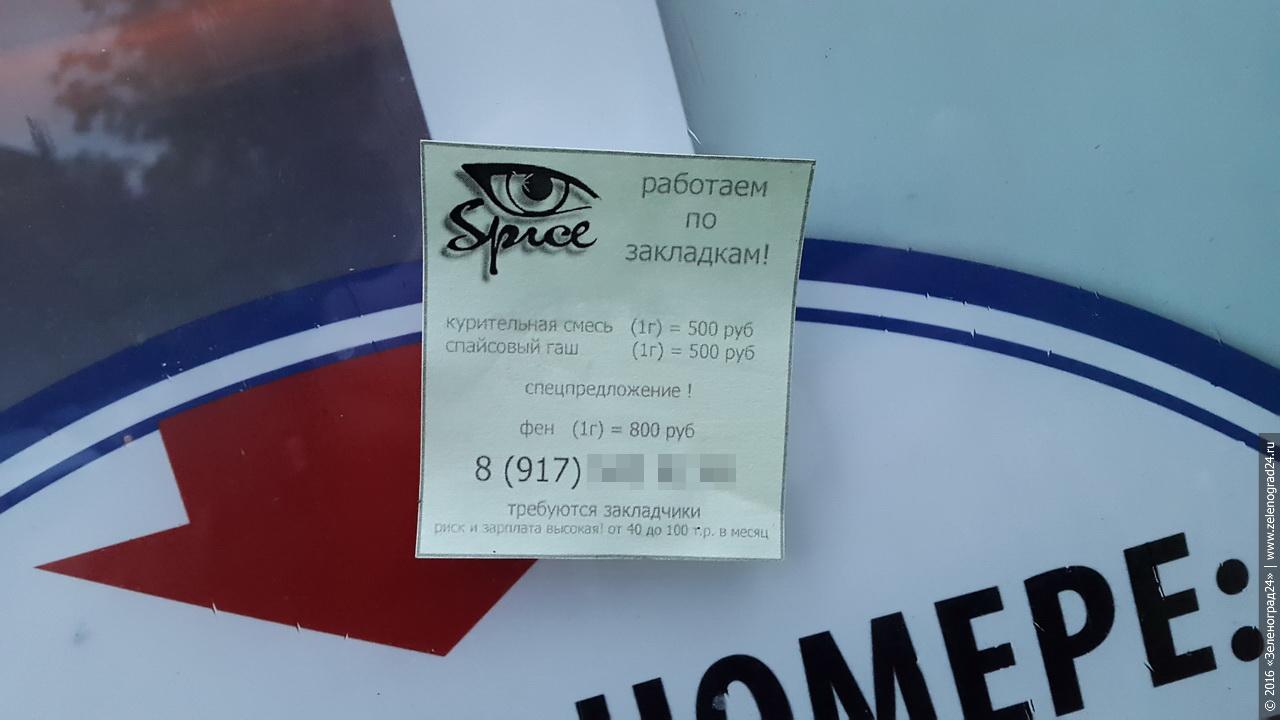 Spice
работаем
по
закладкам!
курительная смесь (1г) = 500 руб
спайсовый гаш (1г) = 500 руб
спецпредложение !
фен (1г) = 800 руб
8 (917)
требуются закладчики
риск и зарплата высокая! от 40 до 100 т.р. в месяц
НОМЕРЕ:
© 2016 «Зеленоград24» | www.zelenograd24.ru